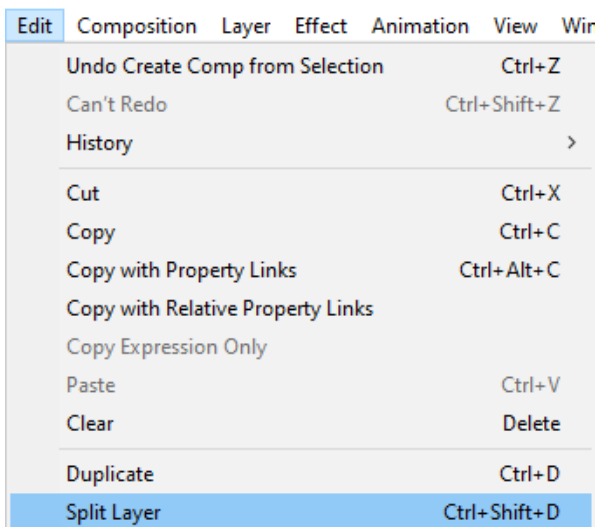 Edit Composition Layer Effect Animation View
Undo Create Comp from Selection Ctrl+Z
Can't Redo Ctrl+Shift+Z
History >
Cut Ctrl+X
Copy Ctrl+C
Copy with Property Links Ctrl+Alt+C
Copy with Relative Property Links
Copy Expression Only
Paste Ctrl+V
Clear Delete
Duplicate Ctrl+D
Split Layer Ctrl+Shift+D